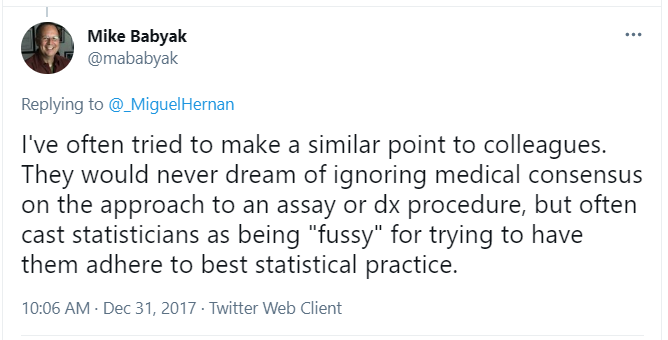 Mike Babyak
@mababyak
Replying to @_MiguelHernan
I've often tried to make a similar point to colleagues.
They would never dream of ignoring medical consensus
on the approach to an assay or dx procedure, but often
cast statisticians as being "fussy" for trying to have
them adhere to best statistical practice.
10:06 AM · Dec 31, 2017 · Twitter Web Client